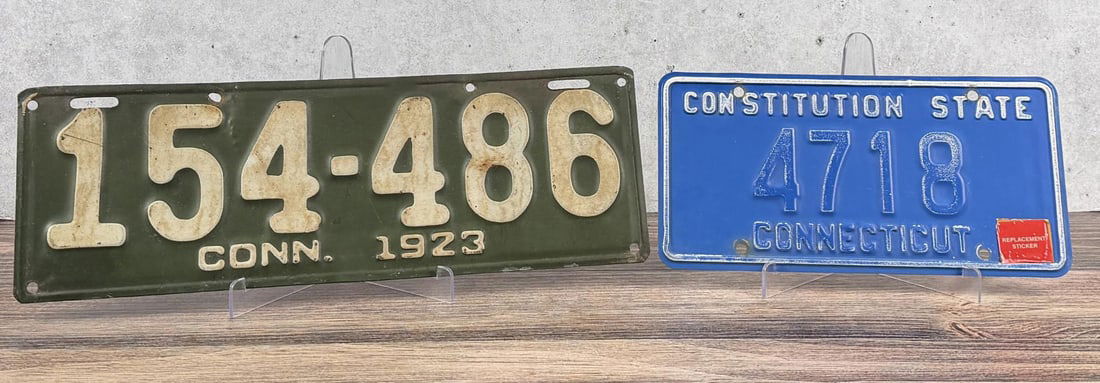 154-486
CONN. 1923
CONSTITUTION STATE
4718
CONNECTICUT
REPLACEMENT
STICKER